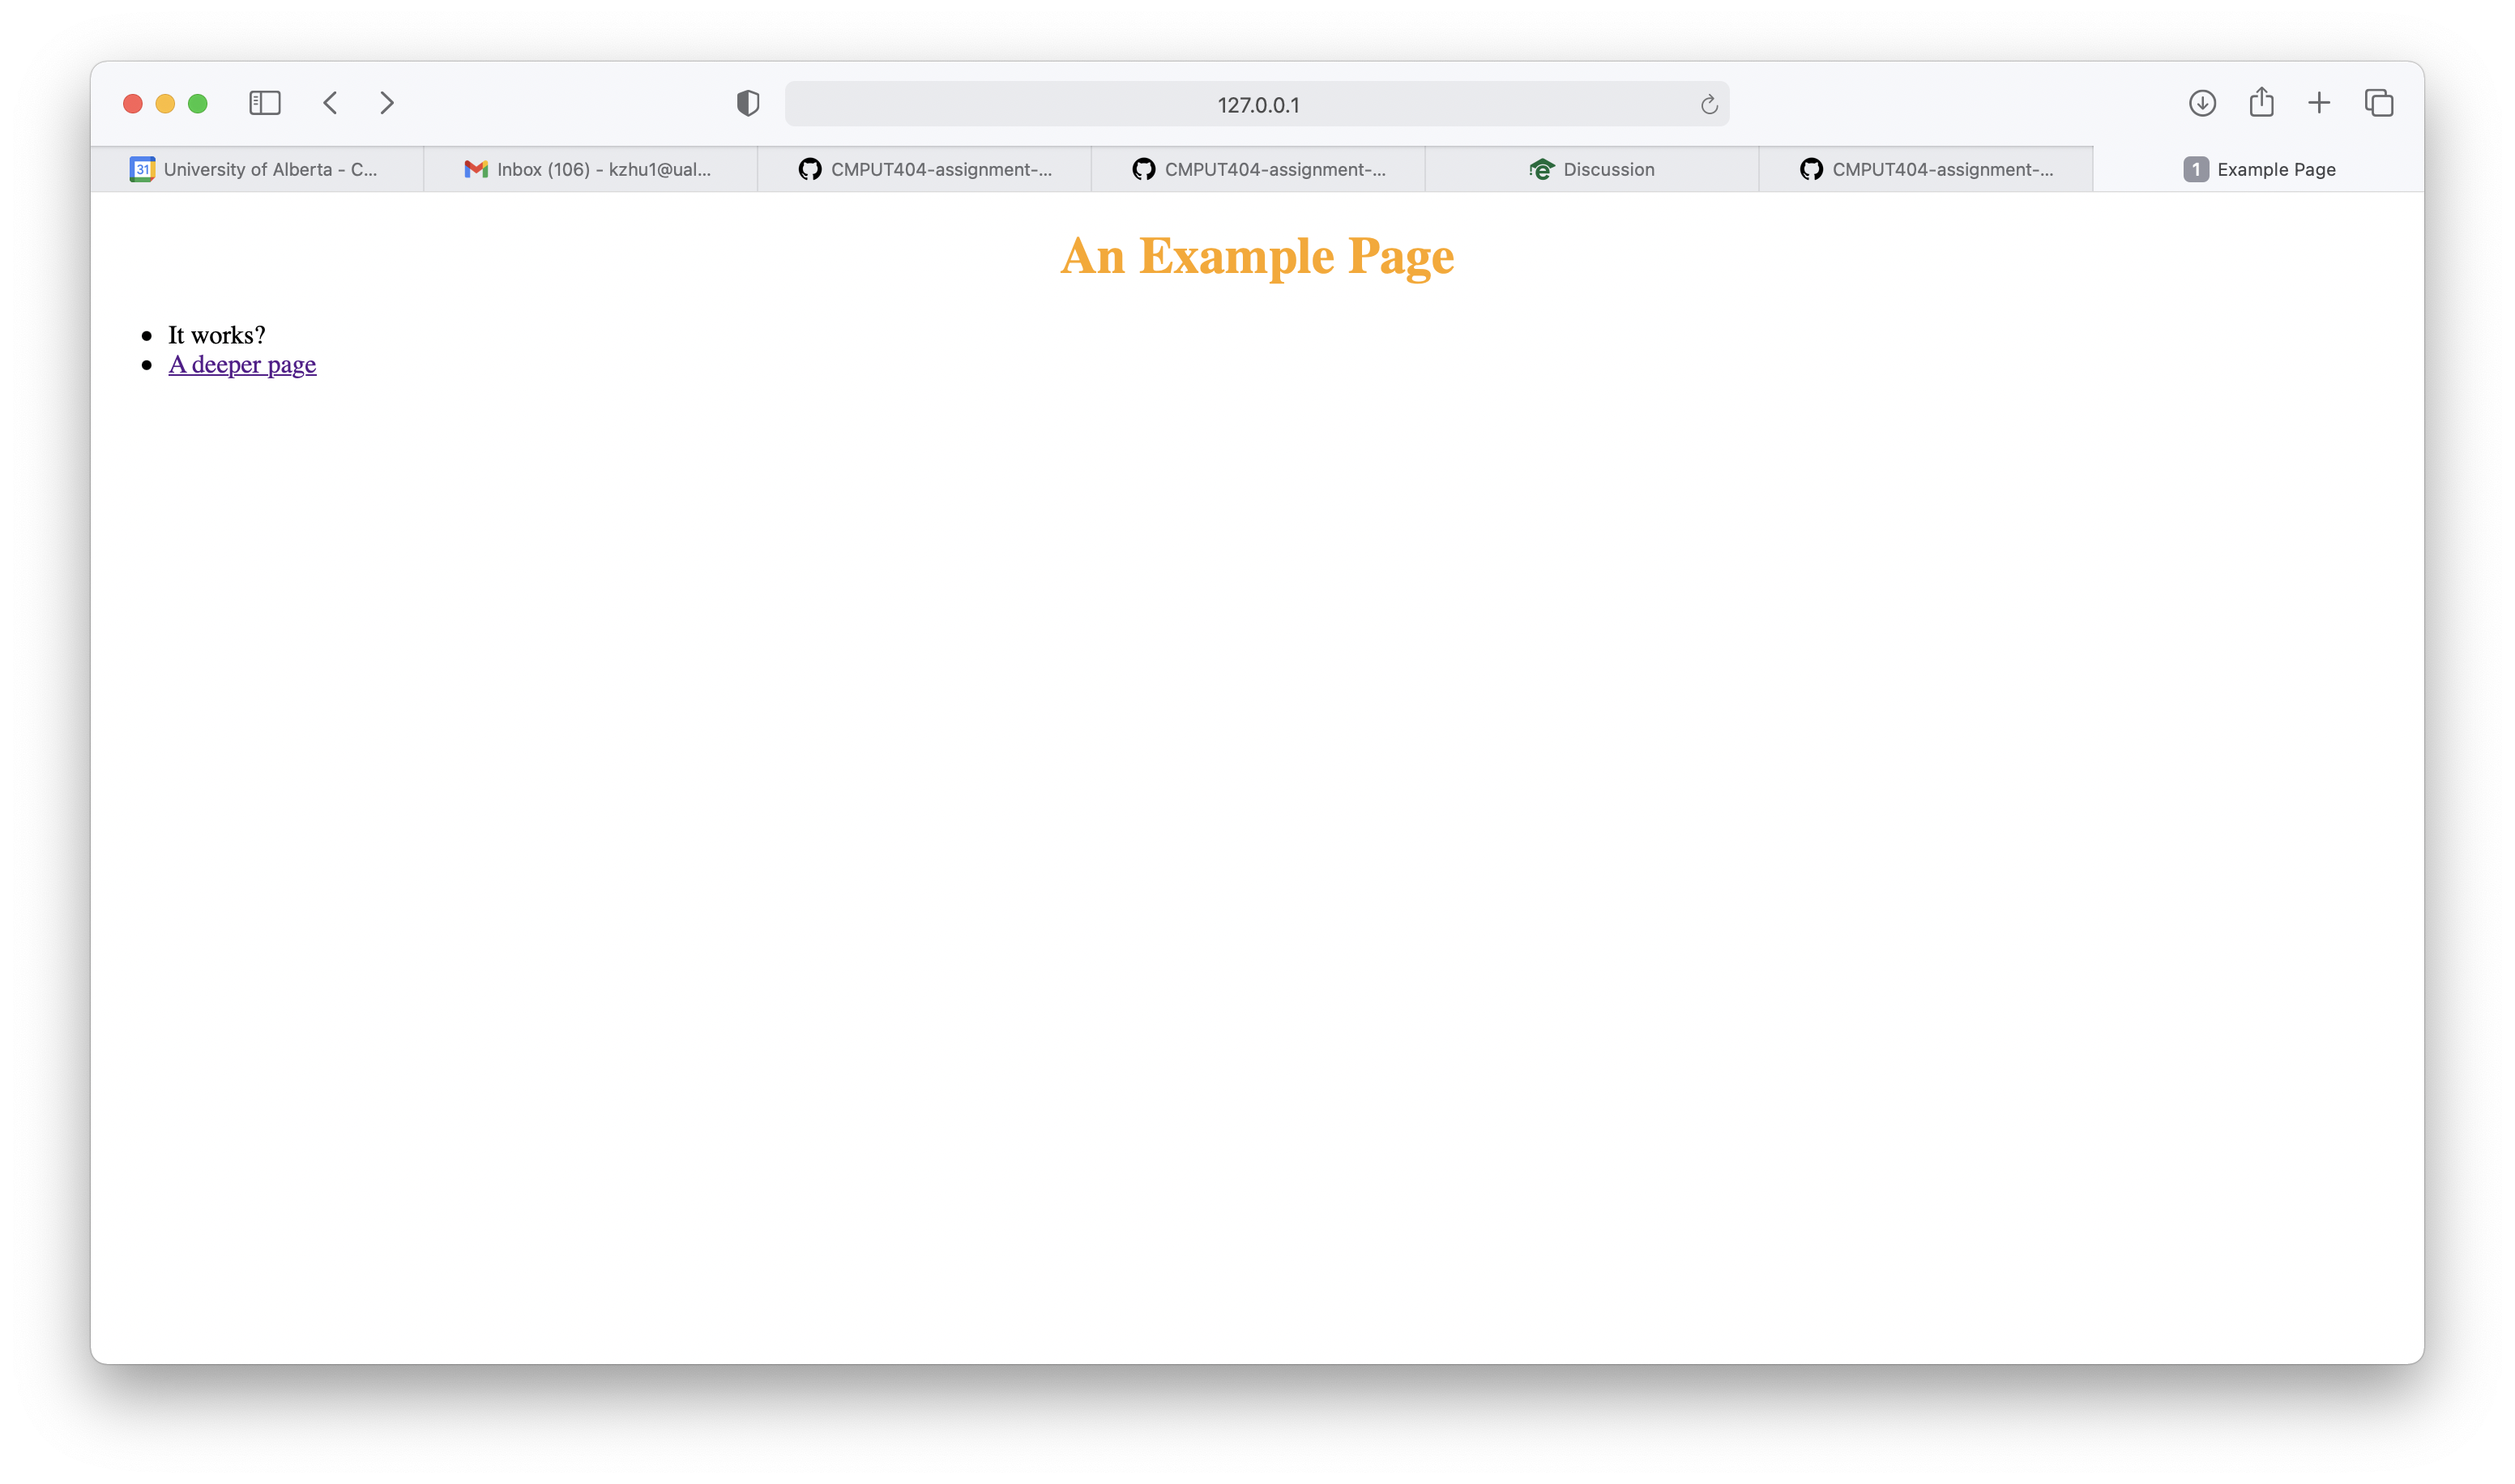 127.0.0.1
31 University of Alberta - C...
Inbox (106) - kzhu1@ual...
CMPUT404-assignment-...
CMPUT404-assignment-...
Discussion
CMPUT404-assignment-...
1 Example Page
An Example Page
It works?
A deeper page